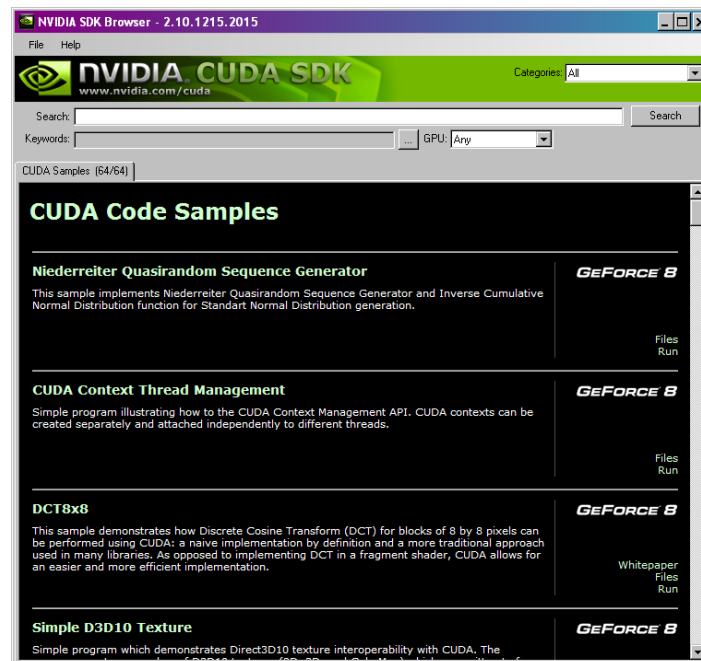 NVIDIA SDK Browser - 2.10.1215.2015
File Help
NVIDIA. CUDA SDK
www.nvidia.com/cuda
Categories: All
Search: Search
Keywords: ... GPU: Any
CUDA Samples (64/64)
CUDA Code Samples
Niederreiter Quasirandom Sequence Generator
GEFORCE 8
This sample implements Niederreiter Quasirandom Sequence Generator and Inverse Cumulative
Normal Distribution function for Standart Normal Distribution generation.
Files
Run
CUDA Context Thread Management
GEFORCE 8
Simple program illustrating how to the CUDA Context Management API. CUDA contexts can be
created separately and attached independently to different threads.
Files
Run
DCT8x8
GEFORCE 8
This sample demonstrates how Discrete Cosine Transform (DCT) for blocks of 8 by 8 pixels can
be performed using CUDA: a naive implementation by definition and a more traditional approach
used in many libraries. As opposed to implementing DCT in a fragment shader, CUDA allows for
an easier and more efficient implementation.
Whitepaper
Files
Run
Simple D3D10 Texture
GEFORCE 8
Simple program which demonstrates Direct3D10 texture interoperability with CUDA. The